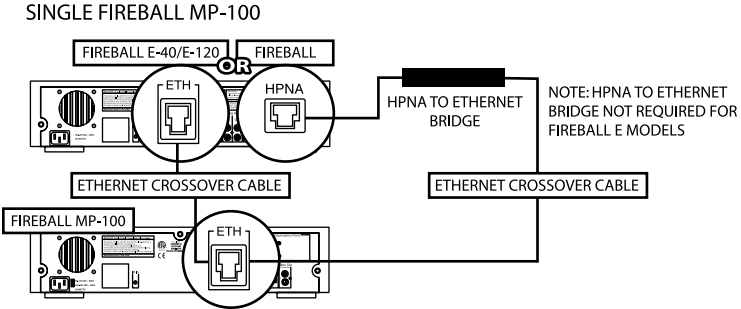 SINGLE FIREBALL MP-100
FIREBALL E-40/E-120
OR
FIREBALL
ETH
HPNA
HPNA TO ETHERNET
BRIDGE
NOTE: HPNA TO ETHERNET
BRIDGE NOT REQUIRED FOR
FIREBALL E MODELS
ETHERNET CROSSOVER CABLE
ETHERNET CROSSOVER CABLE
FIREBALL MP-100
ETH